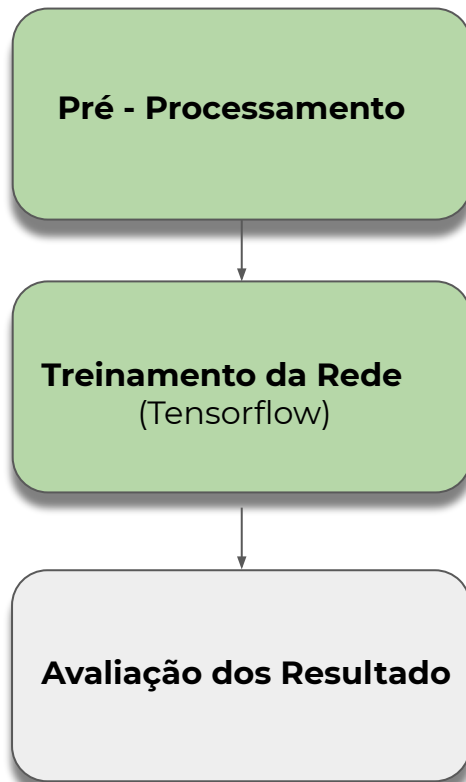 Pré - Processamento
Treinamento da Rede
(Tensorflow)
Avaliação dos Resultado